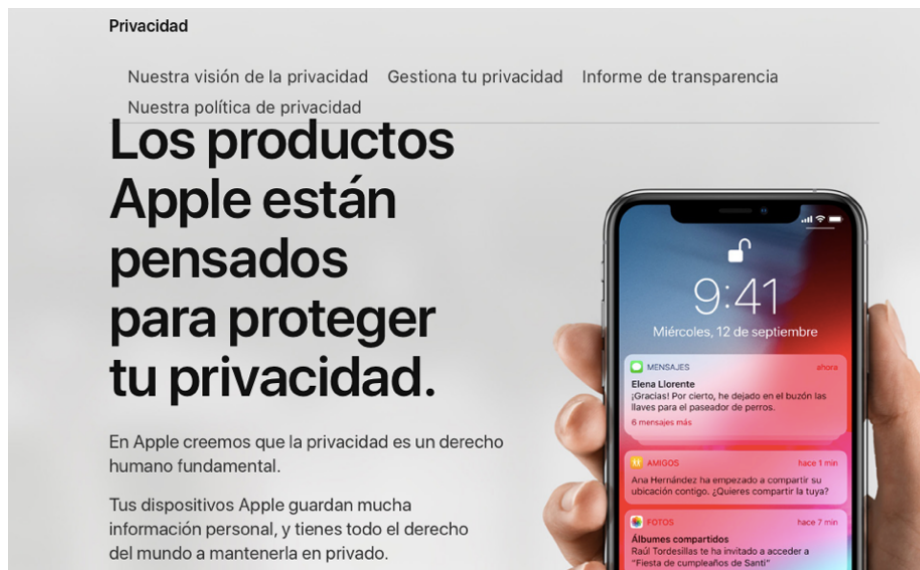 Privacidad
Nuestra visión de la privacidad Gestiona tu privacidad Informe de transparencia
Nuestra política de privacidad
Los productos
Apple están
pensados
para proteger
tu privacidad.
En Apple creemos que la privacidad es un derecho
humano fundamental.
Tus dispositivos Apple guardan mucha
información personal, y tienes todo el derecho
del mundo a mantenerla en privado.
9:41
Miércoles, 12 de septiembre
MENSAJES ahora
Elena Llorente
¡Gracias! Por cierto, he dejado en el buzón las
llaves para el paseador de perros.
6 mensajes más
AMIGOS hace 1 min
Ana Hernández ha empezado a compartir su
ubicación contigo. ¿Quieres compartir la tuya?
FOTOS hace 7 min
Álbumes compartidos
Raúl Tordesillas te ha invitado a acceder a
"Fiesta de cumpleaños de Santi"